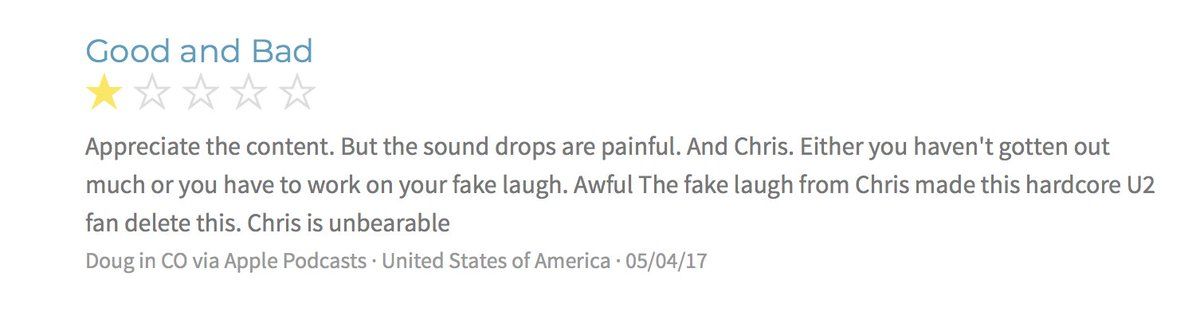 Good and Bad
Appreciate the content. But the sound drops are painful. And Chris. Either you haven't gotten out
much or you have to work on your fake laugh. Awful The fake laugh from Chris made this hardcore U2
fan delete this. Chris is unbearable
Doug in CO via Apple Podcasts · United States of America · 05/04/17